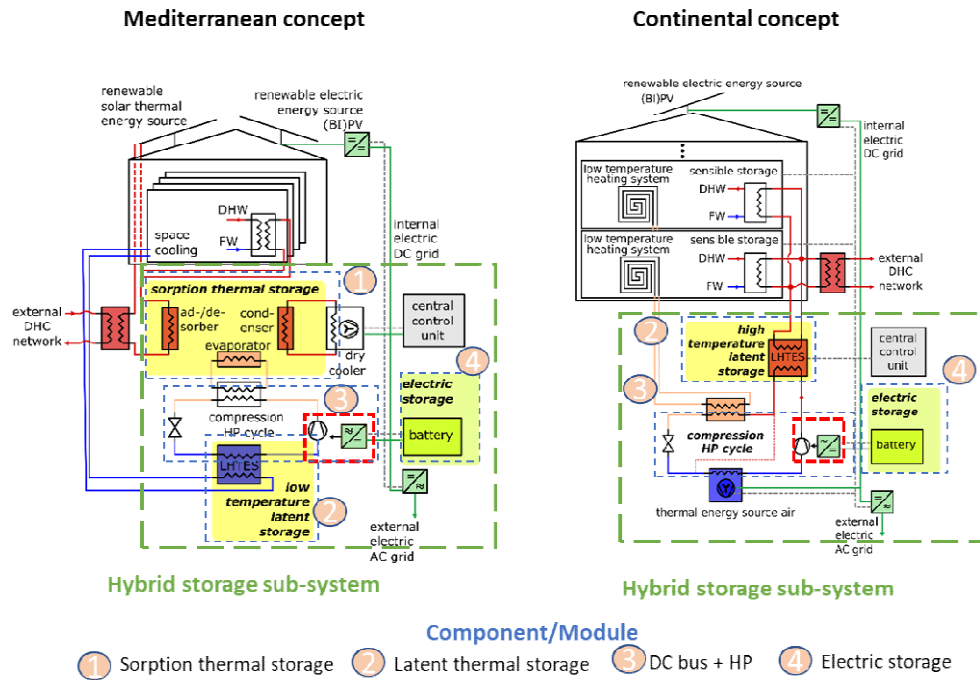 Mediterranean concept
renewable
solar thermal
energy source
renewable electric
energy source
(BI)PV
DHW
FW
space
cooling
internal
electric
DC grid
1
sorption thermal storage
external
DHC
network
ad-/de-
sorber
cond-
enser
evaporator
dry
cooler
central
control
unit
4
3
electric
storage
compression
HP cycle
battery
LHTES
low
temperature
latent
storage
2
external
electric
AC grid
Hybrid storage sub-system
Continental concept
renewable electric energy source
(BI)PV
internal
electric
DC grid
low temperature
heating system
sensible storage
DHW
FW
low temperature
heating system
sensible storage
DHW
FW
external
DHC
network
2
high
temperature
latent
storage
LHTES
central
control
unit
3
4
electric
storage
compression
HP cycle
battery
thermal energy source air
external
electric
AC grid
Hybrid storage sub-system
Component/Module
1 Sorption thermal storage
2 Latent thermal storage
3 DC bus + HP
4 Electric storage